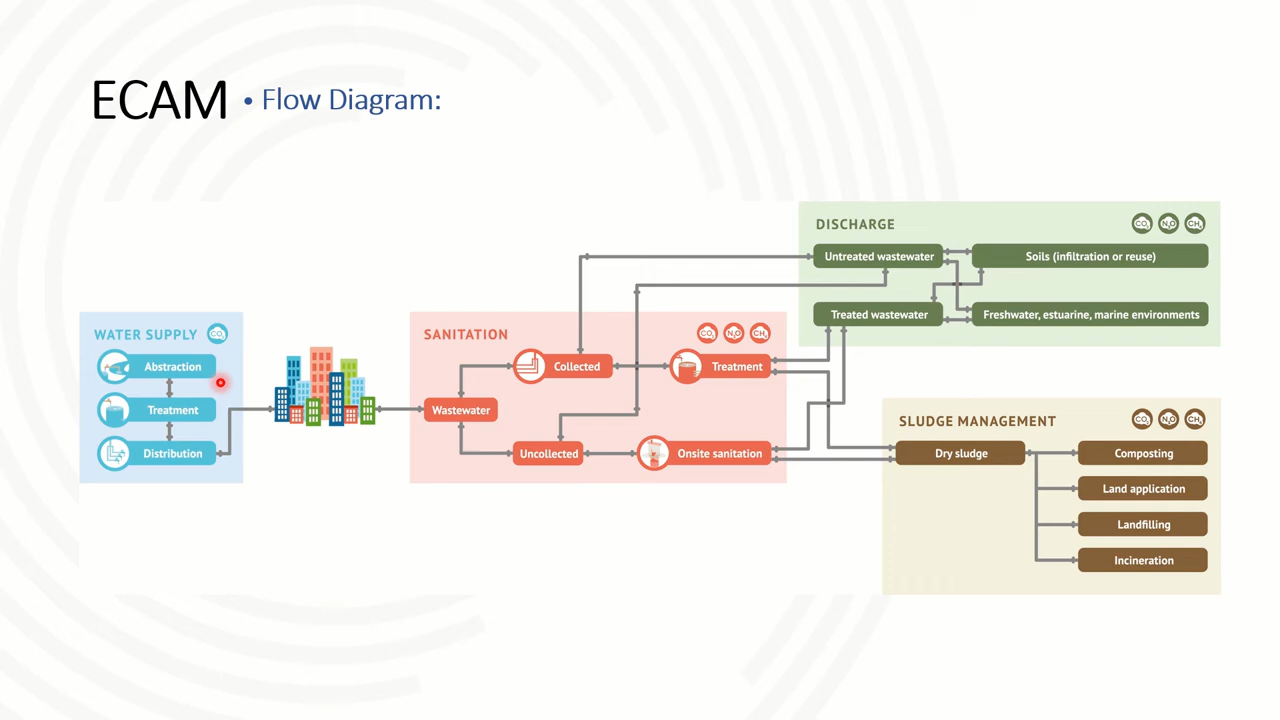 ECAM • Flow Diagram:
WATER SUPPLY CO₂
Abstraction
Treatment
Distribution
SANITATION CO₂ N₂O CH₄
Wastewater
Collected
Treatment
Uncollected
Onsite sanitation
DISCHARGE CO₂ N₂O CH₄
Untreated wastewater
Soils (infiltration or reuse)
Treated wastewater
Freshwater, estuarine, marine environments
SLUDGE MANAGEMENT CO₂ N₂O CH₄
Dry sludge
Composting
Land application
Landfilling
Incineration